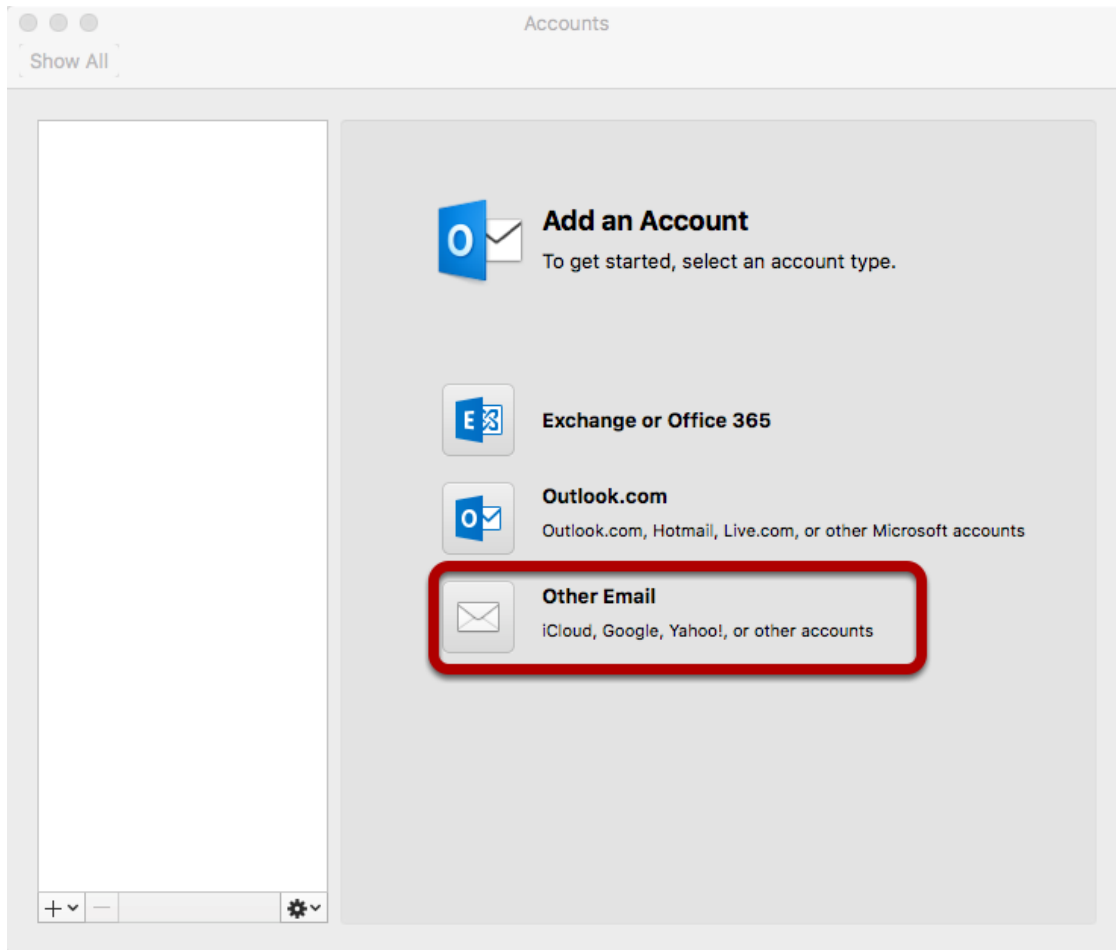 Accounts
Show All
Add an Account
To get started, select an account type.
Exchange or Office 365
Outlook.com
Outlook.com, Hotmail, Live.com, or other Microsoft accounts
Other Email
iCloud, Google, Yahoo!, or other accounts